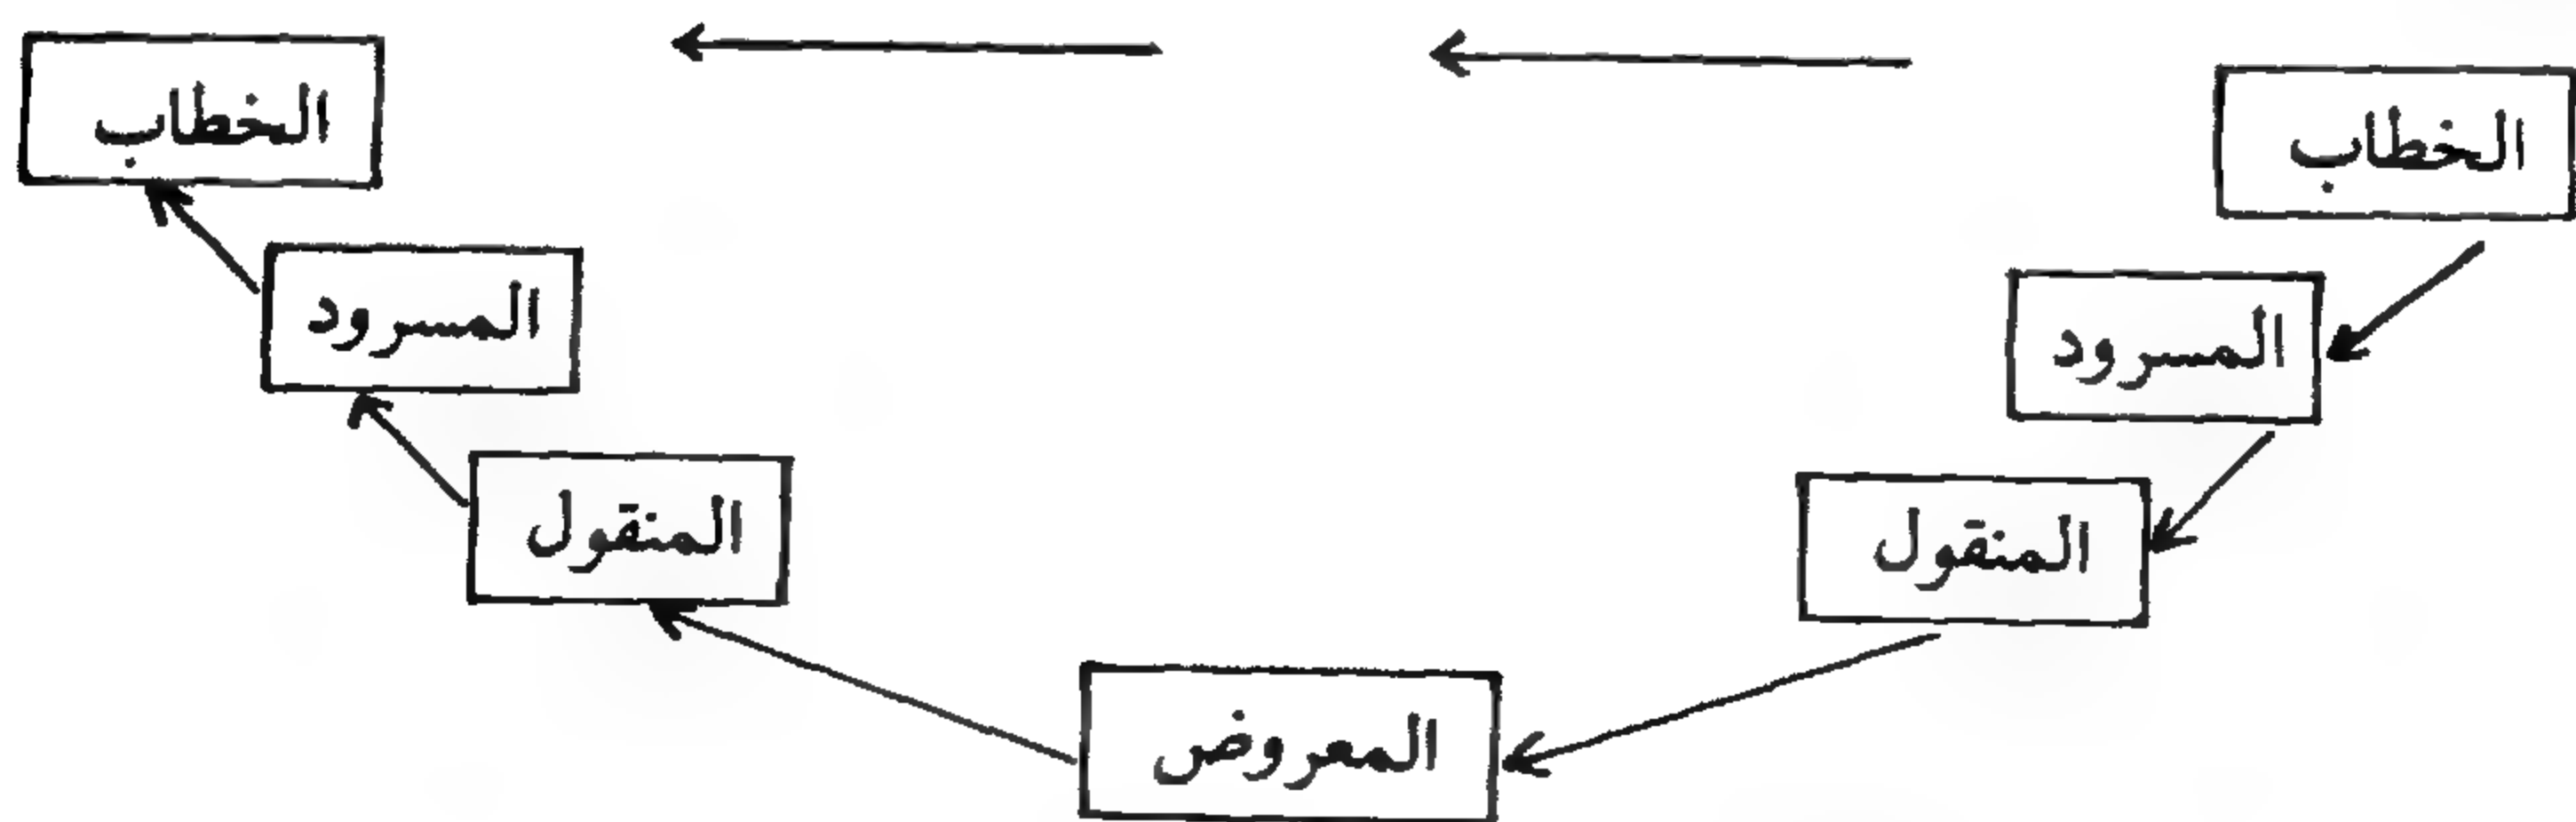 الخطاب الخطاب
المسرود المسرود
المنقول المنقول
المعروض